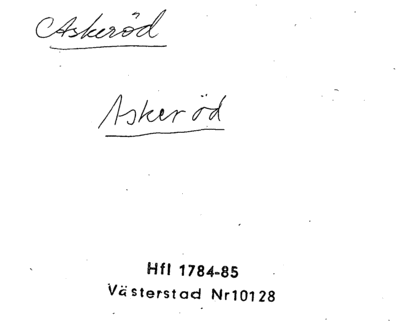 Askeröd
Askeröd
Hfl 1784-85
Västerstad Nr10128